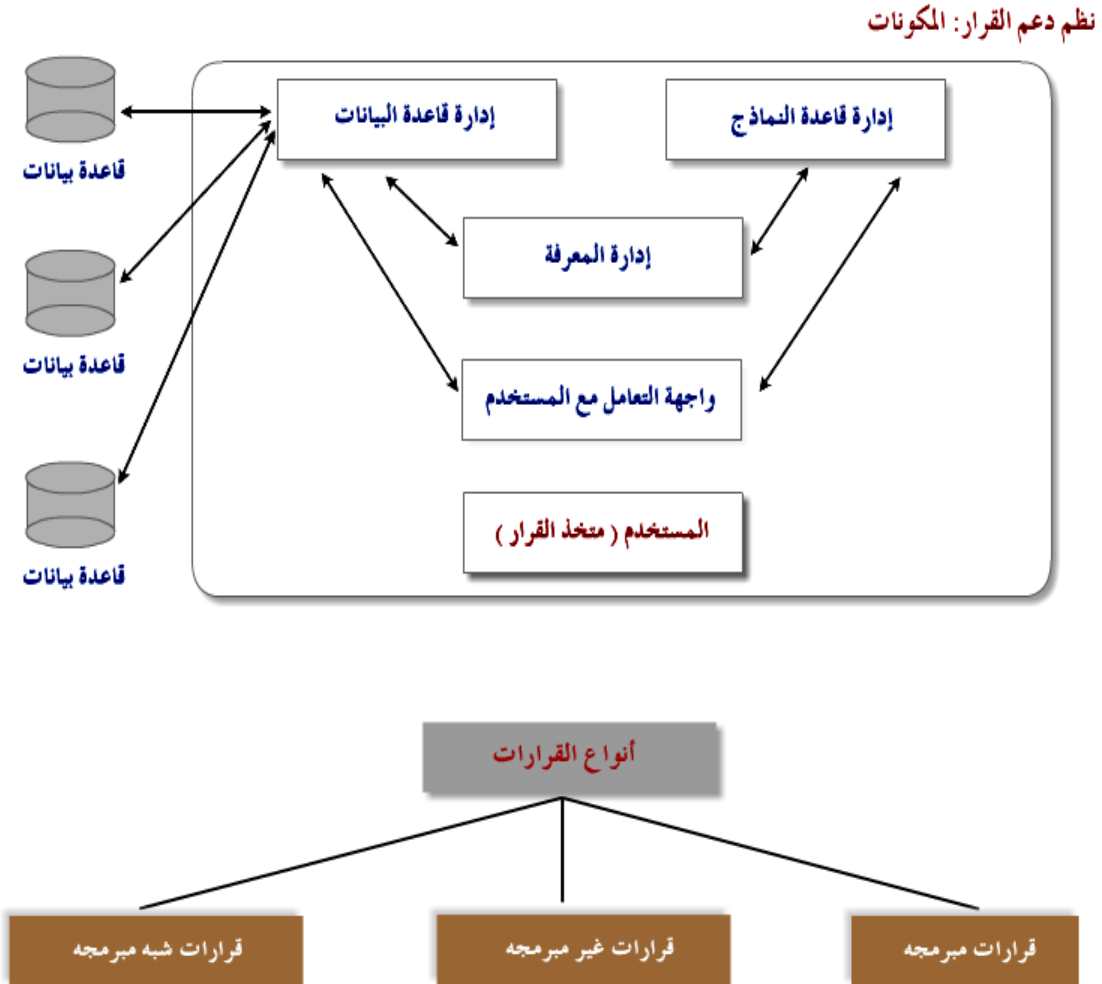 نظم دعم القرار: المكونات
إدارة قاعدة النماذج
إدارة قاعدة البيانات
قاعدة بيانات
إدارة المعرفة
قاعدة بيانات
واجهة التعامل مع المستخدم
المستخدم ( متخذ القرار )
قاعدة بيانات
أنواع القرارات
قرارات مبرمجه
قرارات غير مبرمجه
قرارات شبه مبرمجه